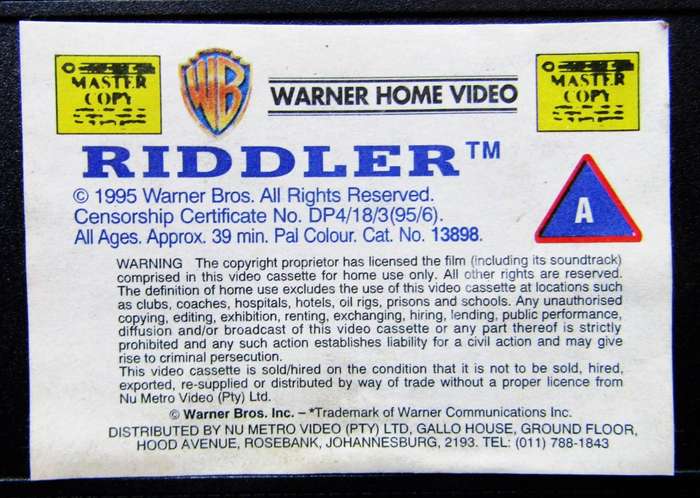 MASTER
COPY
WB
WARNER HOME VIDEO
MASTER
COPY
RIDDLER™
© 1995 Warner Bros. All Rights Reserved.
Censorship Certificate No. DP4/18/3(95/6).
All Ages. Approx. 39 min. Pal Colour. Cat. No. 13898.
A
WARNING The copyright proprietor has licensed the film (including its soundtrack)
comprised in this video cassette for home use only. All other rights are reserved.
The definition of home use excludes the use of this video cassette at locations such
as clubs, coaches, hospitals, hotels, oil rigs, prisons and schools. Any unauthorised
copying, editing, exhibition, renting, exchanging, hiring, lending, public performance,
diffusion and/or broadcast of this video cassette or any part thereof is strictly
prohibited and any such action establishes liability for a civil action and may give
rise to criminal persecution.
This video cassette is sold/hired on the condition that it is not to be sold, hired,
exported, re-supplied or distributed by way of trade without a proper licence from
Nu Metro Video (Pty) Ltd.
© Warner Bros. Inc. – *Trademark of Warner Communications Inc.
DISTRIBUTED BY NU METRO VIDEO (PTY) LTD, GALLO HOUSE, GROUND FLOOR,
HOOD AVENUE, ROSEBANK, JOHANNESBURG, 2193. TEL: (011) 788-1843